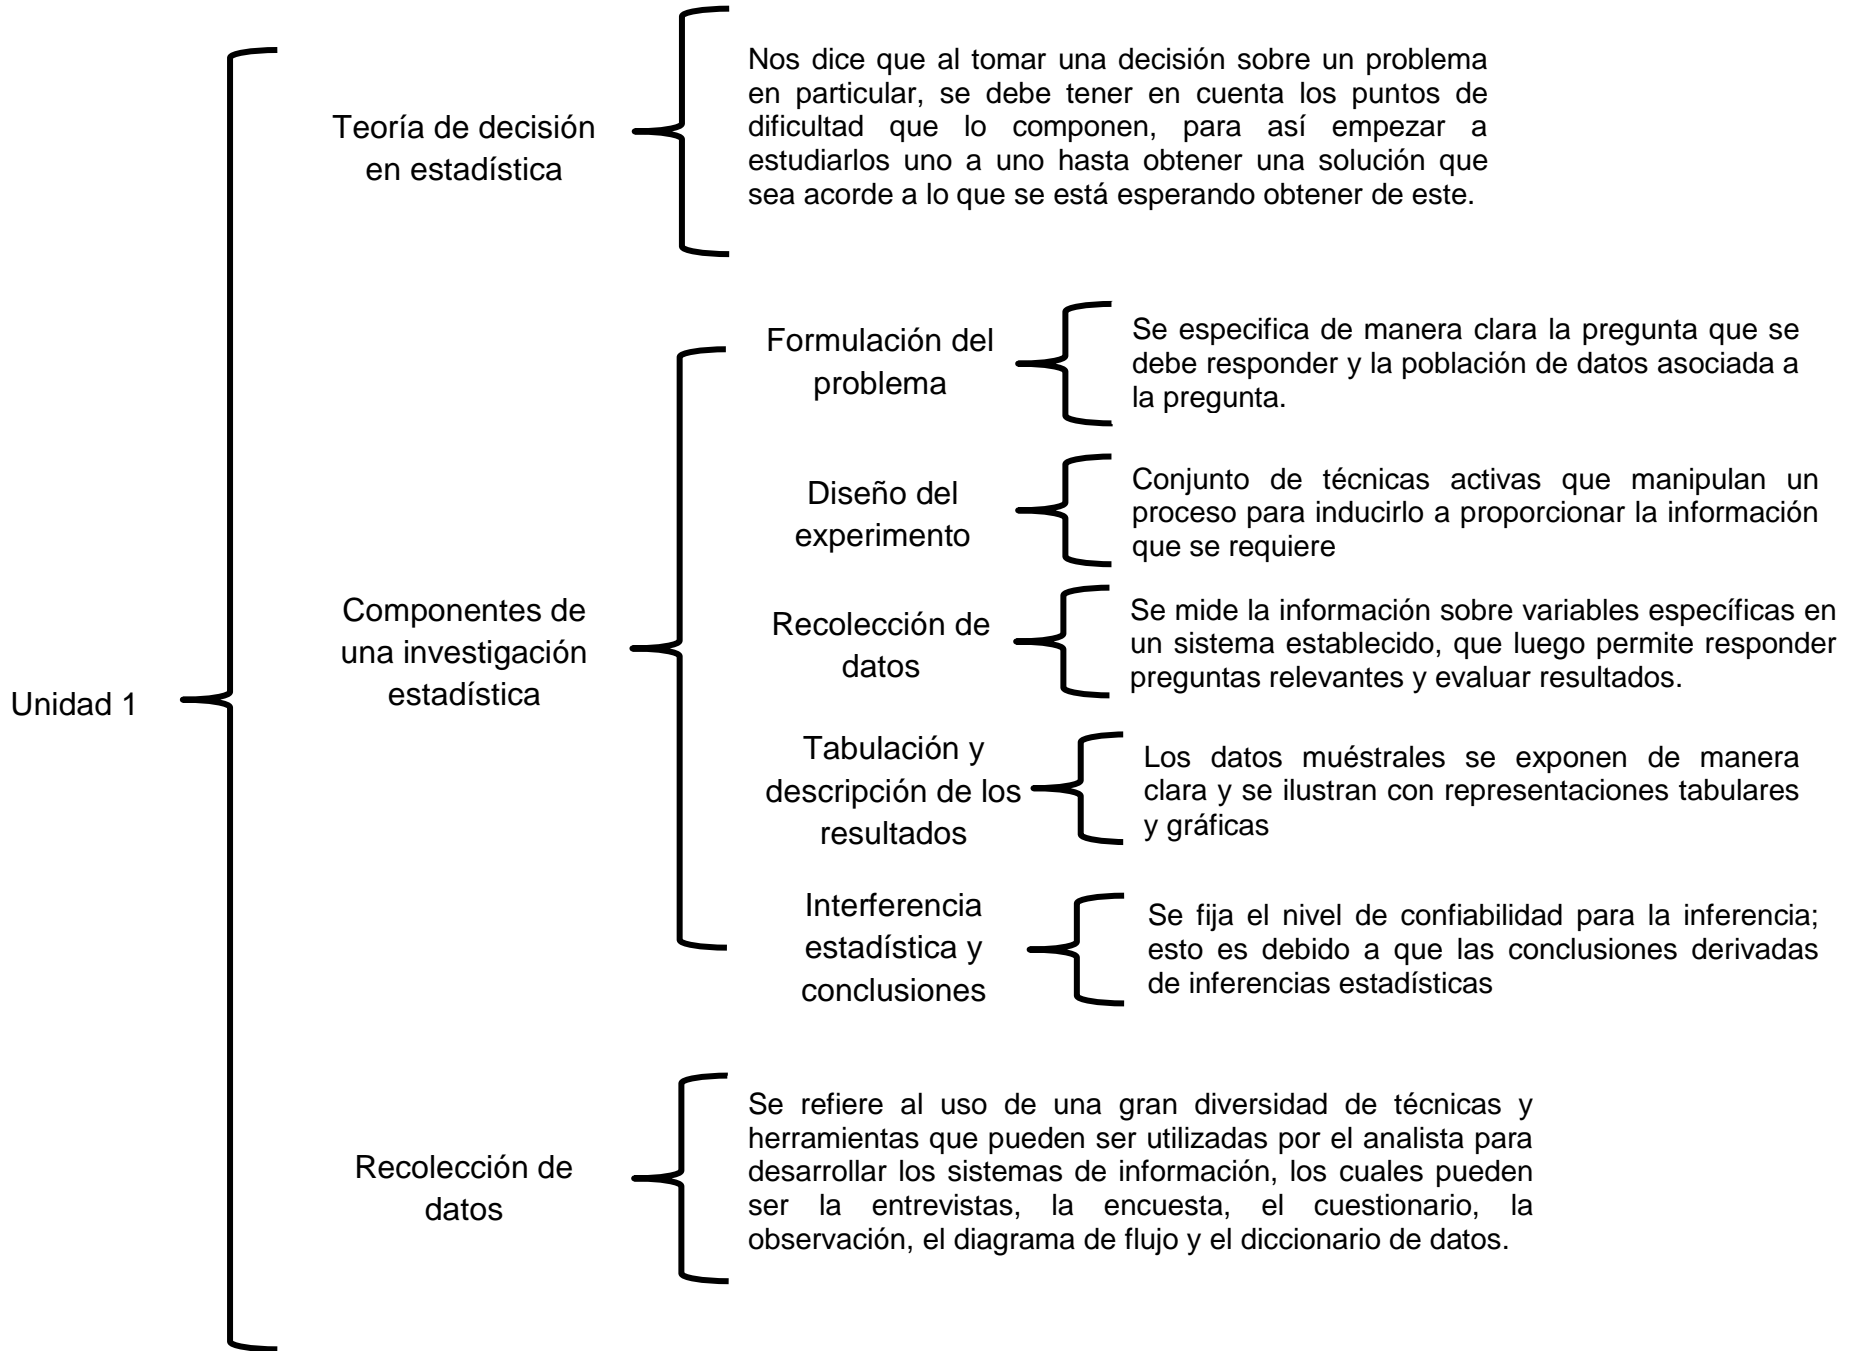 Unidad 1
Teoría de decisión
en estadística
Nos dice que al tomar una decisión sobre un problema
en particular, se debe tener en cuenta los puntos de
dificultad que lo componen, para así empezar a
estudiarlos uno a uno hasta obtener una solución que
sea acorde a lo que se está esperando obtener de este.
Componentes de
una investigación
estadística
Formulación del
problema
Se especifica de manera clara la pregunta que se
debe responder y la población de datos asociada a
la pregunta.
Diseño del
experimento
Conjunto de técnicas activas que manipulan un
proceso para inducirlo a proporcionar la información
que se requiere
Recolección de
datos
Se mide la información sobre variables específicas en
un sistema establecido, que luego permite responder
preguntas relevantes y evaluar resultados.
Tabulación y
descripción de los
resultados
Los datos muéstrales se exponen de manera
clara y se ilustran con representaciones tabulares
y gráficas
Interferencia
estadística y
conclusiones
Se fija el nivel de confiabilidad para la inferencia;
esto es debido a que las conclusiones derivadas
de inferencias estadísticas
Recolección de
datos
Se refiere al uso de una gran diversidad de técnicas y
herramientas que pueden ser utilizadas por el analista para
desarrollar los sistemas de información, los cuales pueden
ser la entrevistas, la encuesta, el cuestionario, la
observación, el diagrama de flujo y el diccionario de datos.